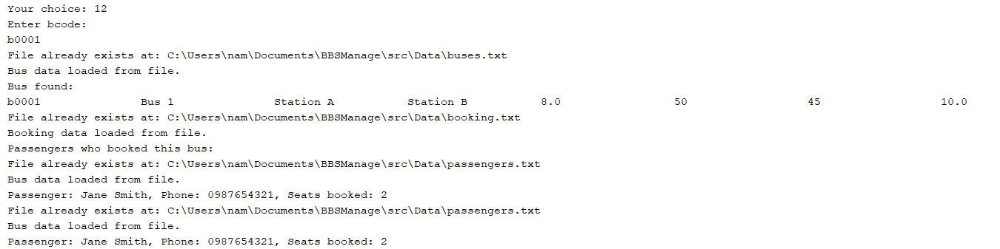 Your choice: 12
Enter bcode:
b0001
File already exists at: C:\Users\nam\Documents\BBSManage\src\Data\buses.txt
Bus data loaded from file.
Bus found:
b0001 Bus 1 Station A Station B 8.0 50 45 10.0
File already exists at: C:\Users\nam\Documents\BBSManage\src\Data\booking.txt
Booking data loaded from file.
Passengers who booked this bus:
File already exists at: C:\Users\nam\Documents\BBSManage\src\Data\passengers.txt
Bus data loaded from file.
Passenger: Jane Smith, Phone: 0987654321, Seats booked: 2
File already exists at: C:\Users\nam\Documents\BBSManage\src\Data\passengers.txt
Bus data loaded from file.
Passenger: Jane Smith, Phone: 0987654321, Seats booked: 2